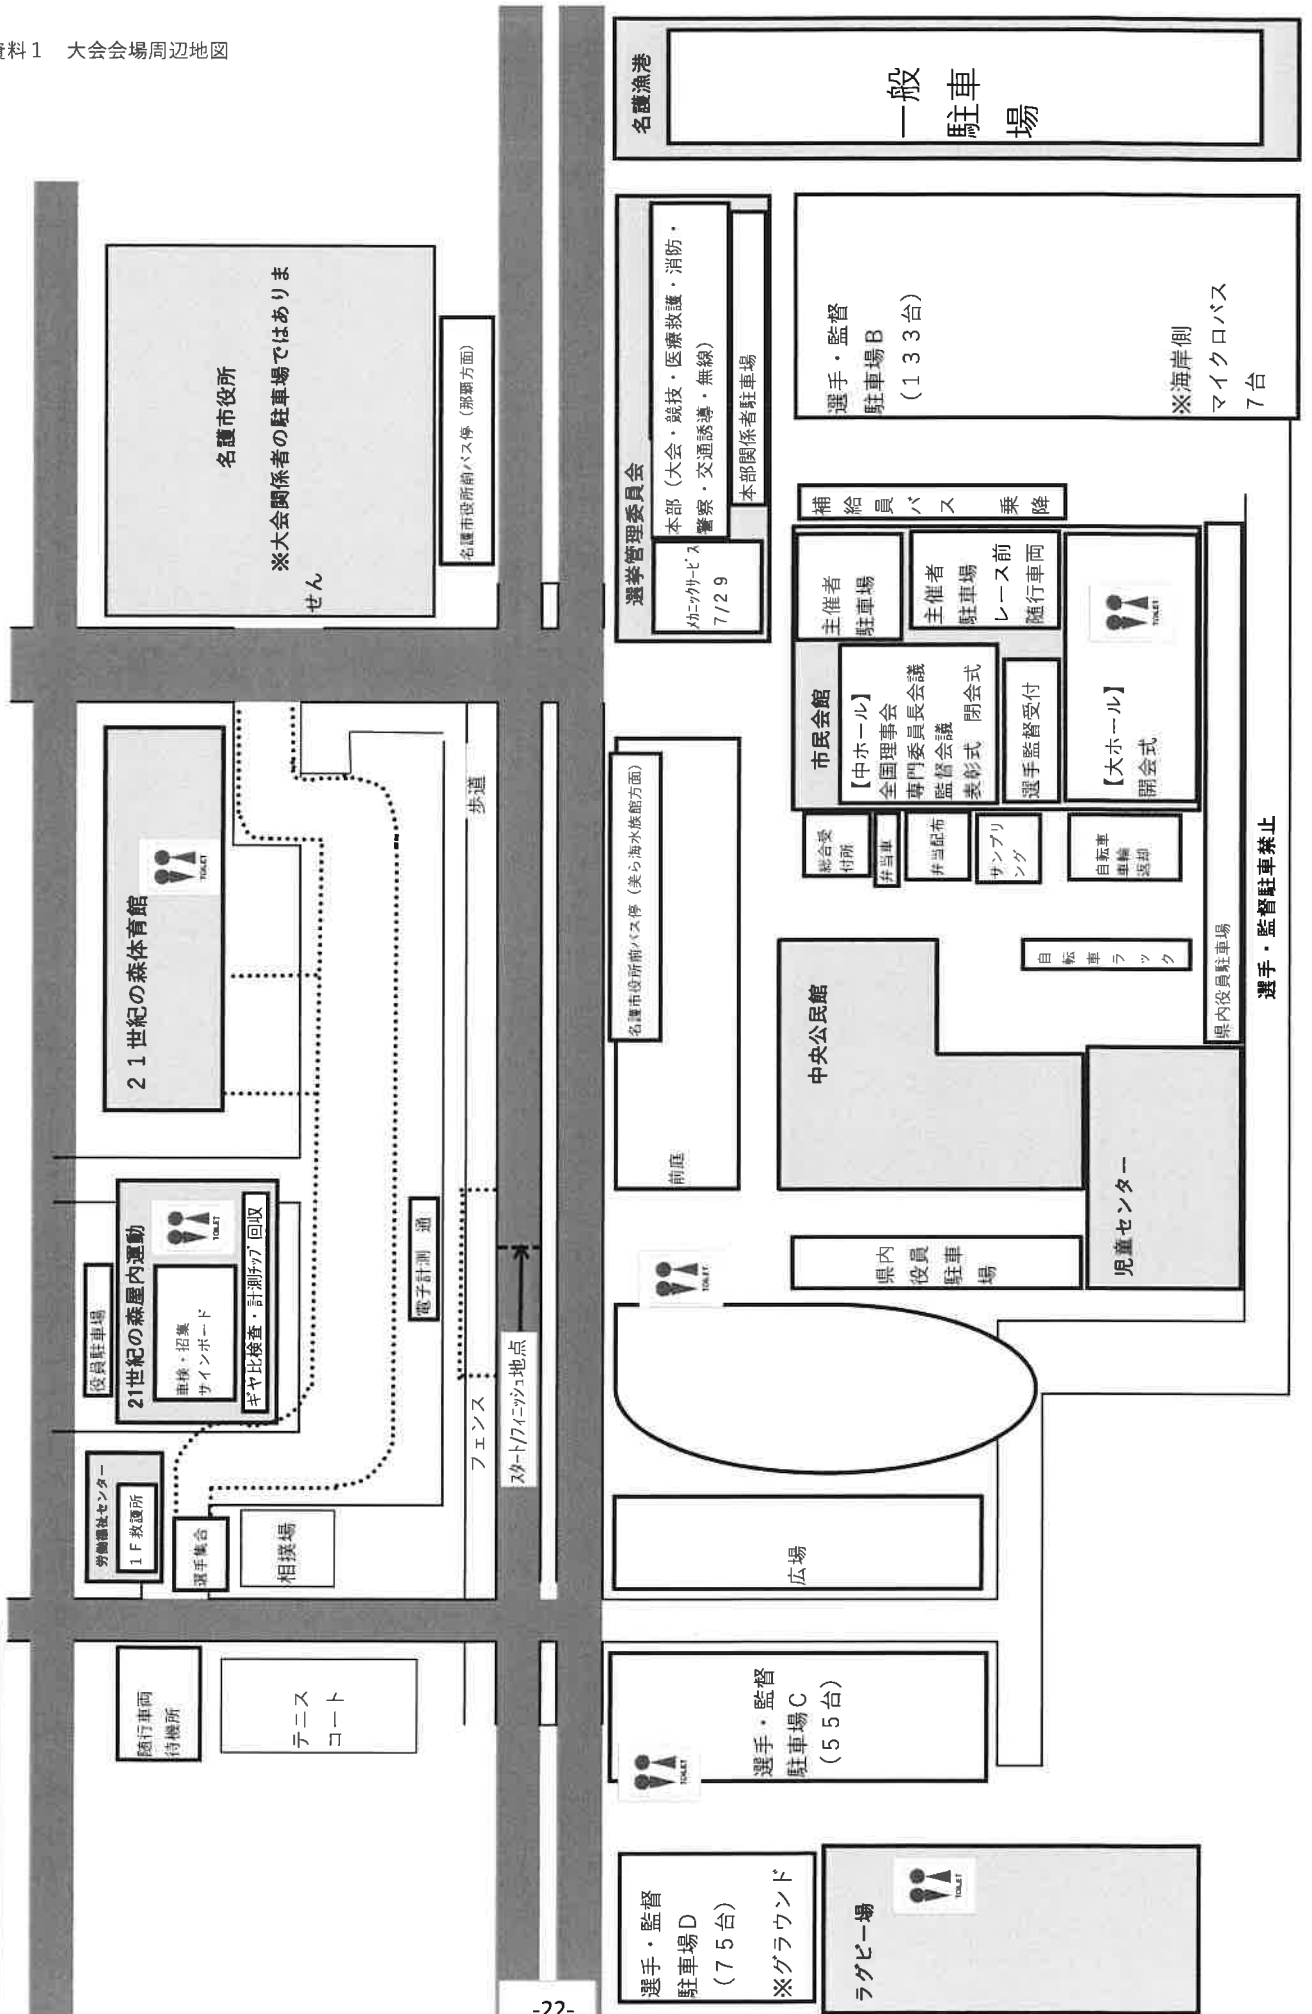 資料１　大会会場周辺地図
名護漁港
一般
駐車
場
名護市役所
※大会関係者の駐車場ではありま
せん
名護市役所前バス停（那覇方面）
選挙管理委員会
本部（大会・競技・医療救護・消防・
警察・交通誘導・無線）
本部関係者駐車場
ﾒｶﾆｯｸｻｰﾋﾞｽ
7/29
選手・監督
駐車場Ｂ
（１３３台）
※海岸側
マイクロバス
７台
補給員バス　乗降
主催者
駐車場
主催者
駐車場
レース前
随行車両
市民会館
【中ホール】
全国理事会
専門委員長会議
監督会議
表彰式　閉会式
選手監督受付
【大ホール】
開会式
TOILET
２１世紀の森体育館
TOILET
歩道
名護市役所前バス停（美ら海水族館方面）
前庭
総合受
付所
弁当車
弁当配布
サンプリ
ング
自転車
車輪
返却
自転車ラック
県内役員駐車場
選手・監督駐車禁止
中央公民館
児童センター
県内
役員
駐車
場
TOILET
役員駐車場
21世紀の森屋内運動
車検・招集
サインボード
ギヤ比検査・計測ﾁｯﾌﾟ回収
TOILET
電子計測　通
フェンス
ｽﾀｰﾄ/ﾌｨﾆｯｼｭ地点
労働福祉センター
１Ｆ救護所
選手集合
相撲場
広場
随行車両
待機所
テニス
コート
選手・監督
駐車場Ｃ
（５５台）
TOILET
選手・監督
駐車場Ｄ
（７５台）
※グラウンド
ラグビー場
TOILET
-22-